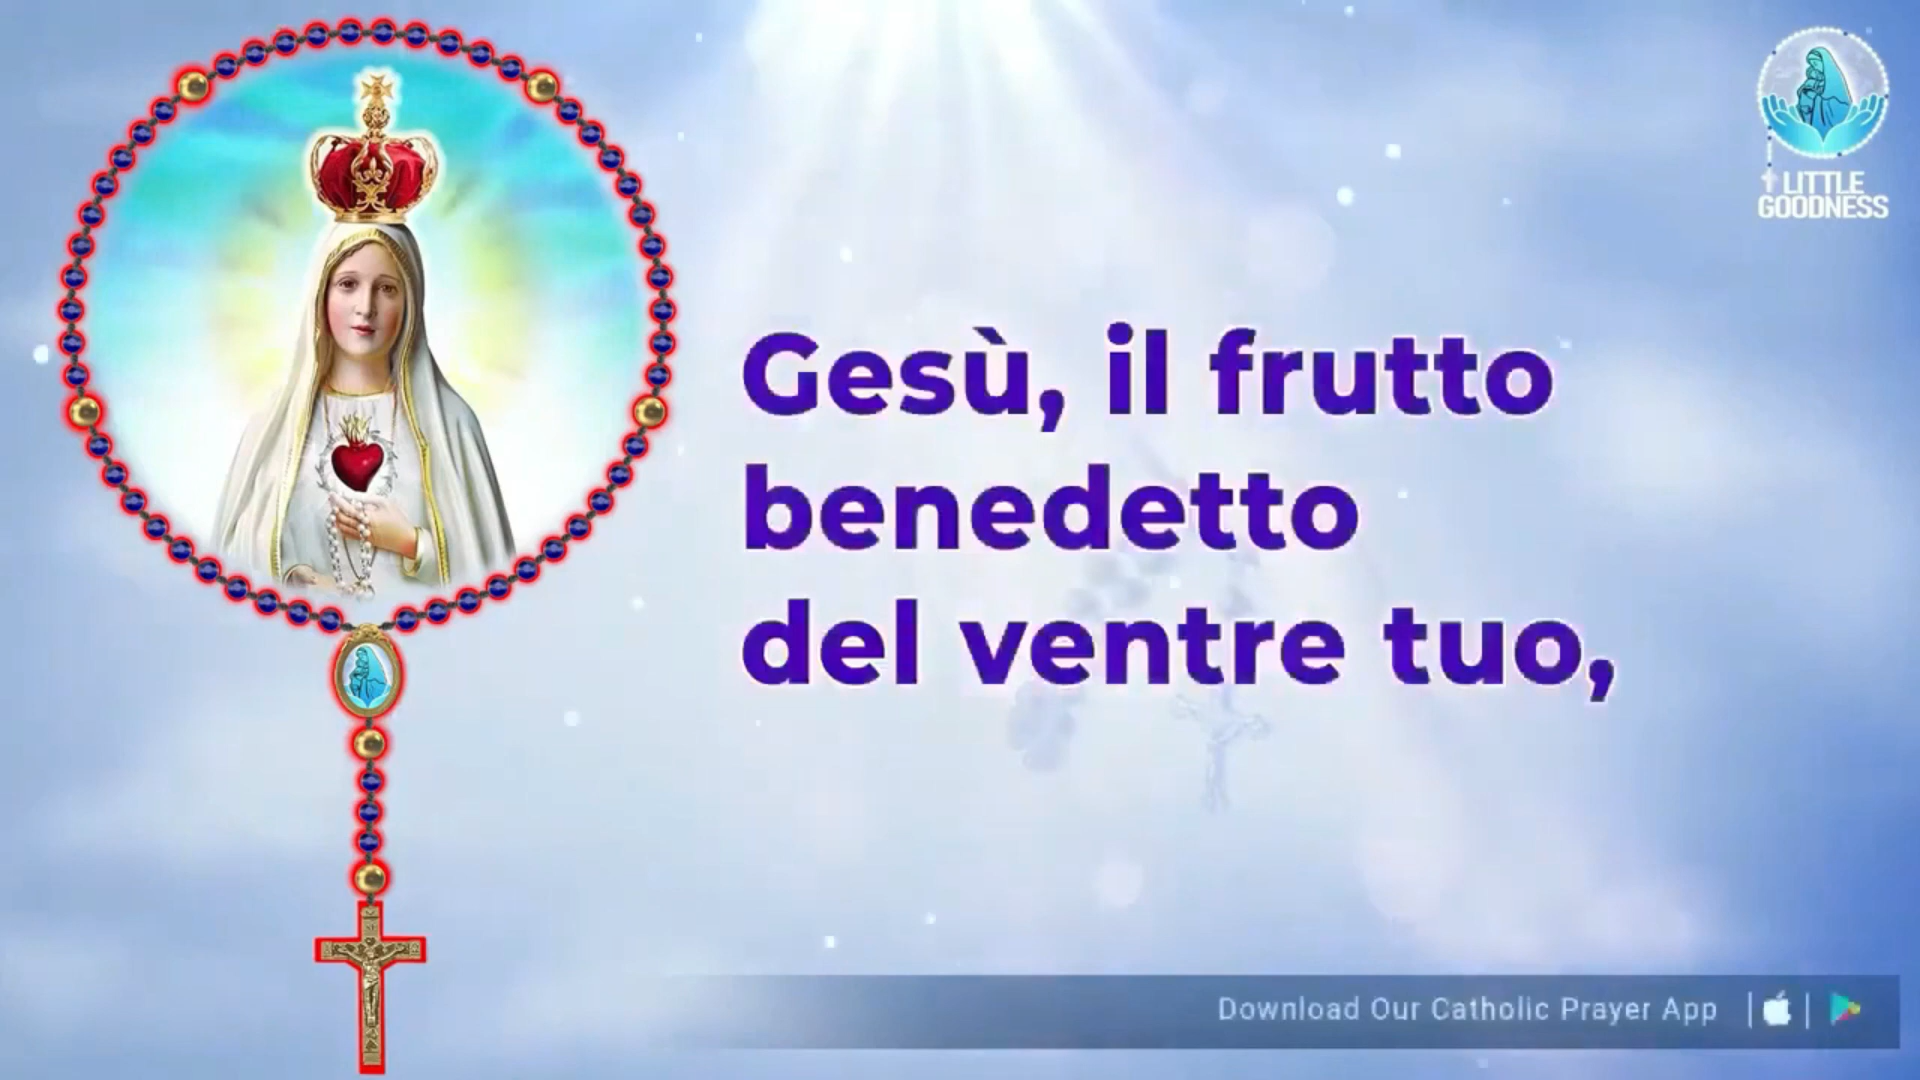 LITTLE
GOODNESS
Gesù, il frutto
benedetto
del ventre tuo,
Download Our Catholic Prayer App